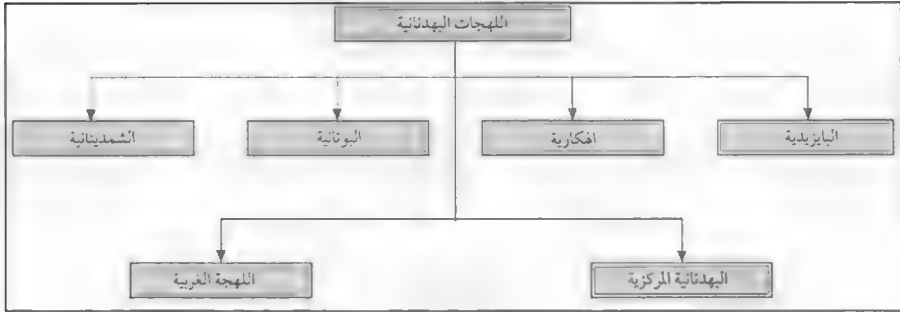 اللهجات البهدنانية
البايزيدية
الهكارية
البوتانية
الشمدينانية
البهدنانية المركزية
اللهجة الغربية